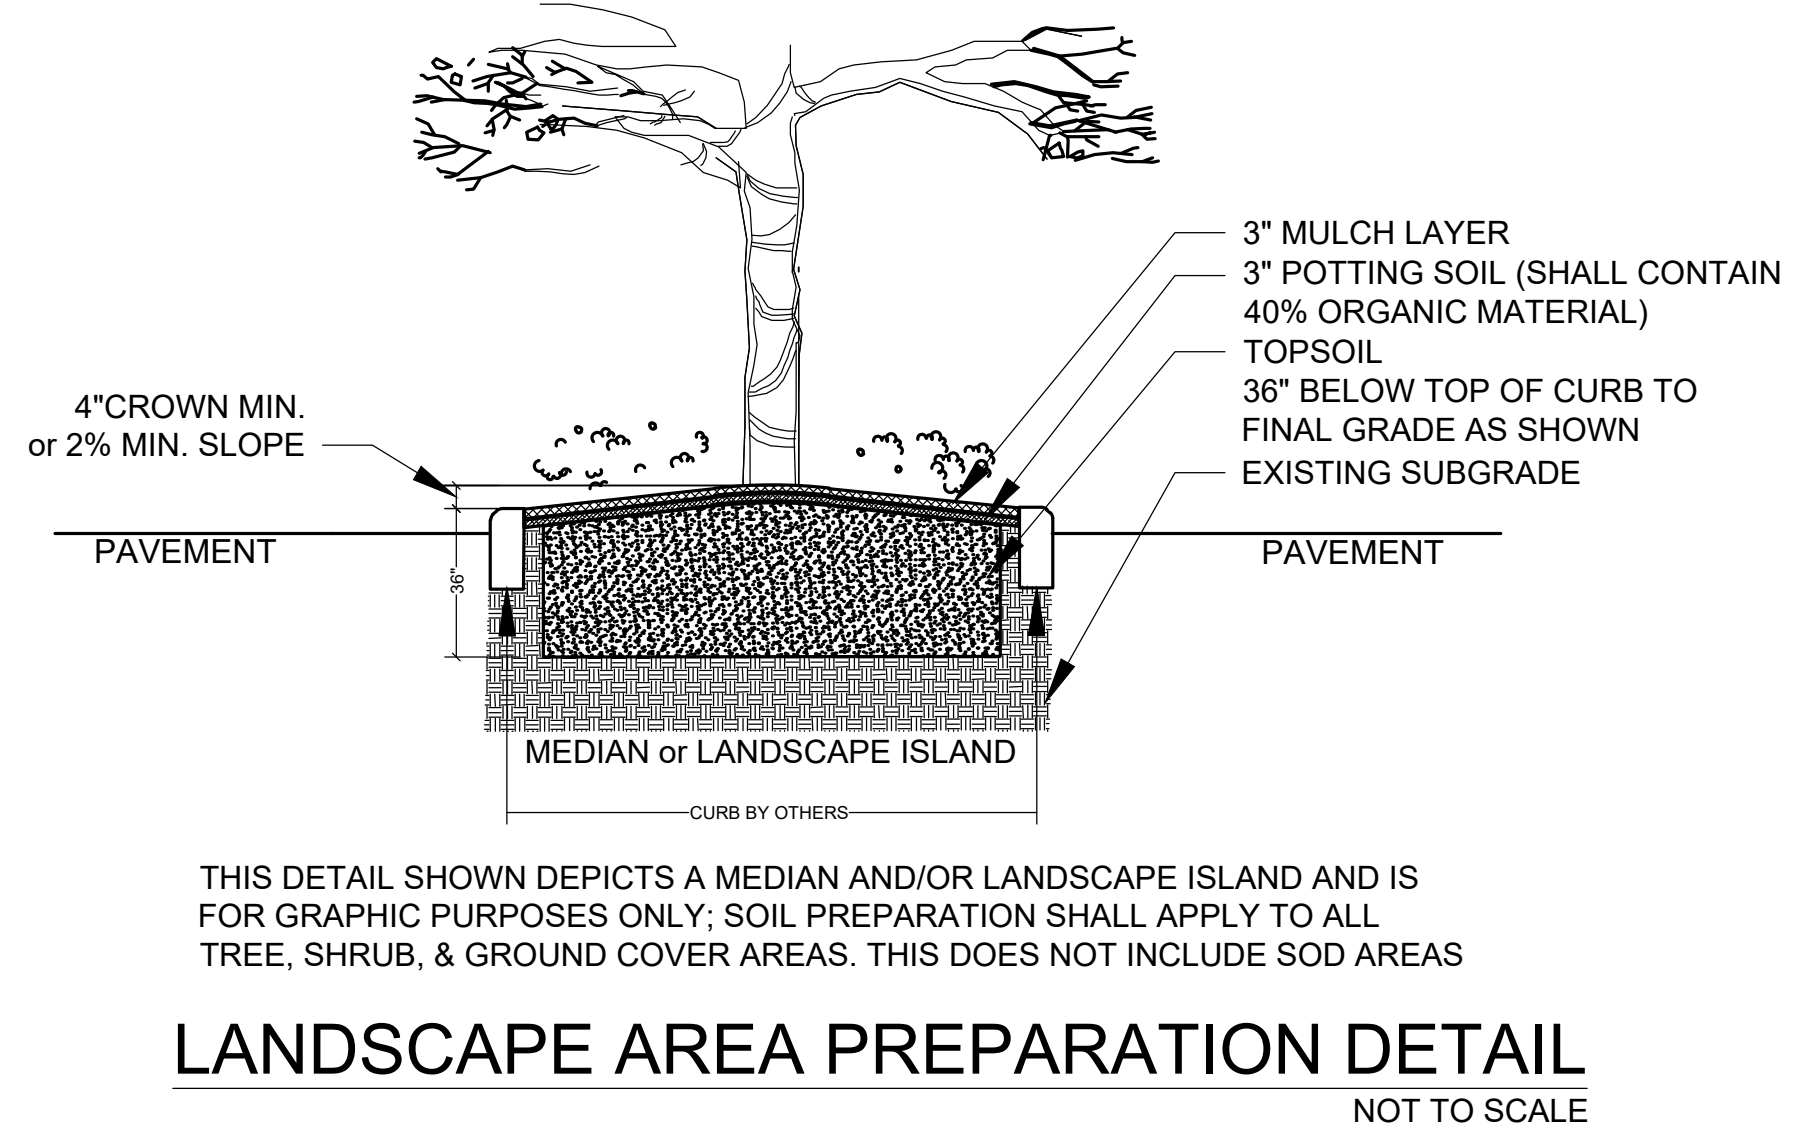 3" MULCH LAYER
3" POTTING SOIL (SHALL CONTAIN
40% ORGANIC MATERIAL)
TOPSOIL
36" BELOW TOP OF CURB TO
FINAL GRADE AS SHOWN
EXISTING SUBGRADE
4"CROWN MIN.
or 2% MIN. SLOPE
PAVEMENT
36"
PAVEMENT
MEDIAN or LANDSCAPE ISLAND
CURB BY OTHERS
THIS DETAIL SHOWN DEPICTS A MEDIAN AND/OR LANDSCAPE ISLAND AND IS
FOR GRAPHIC PURPOSES ONLY; SOIL PREPARATION SHALL APPLY TO ALL
TREE, SHRUB, & GROUND COVER AREAS. THIS DOES NOT INCLUDE SOD AREAS
LANDSCAPE AREA PREPARATION DETAIL
NOT TO SCALE